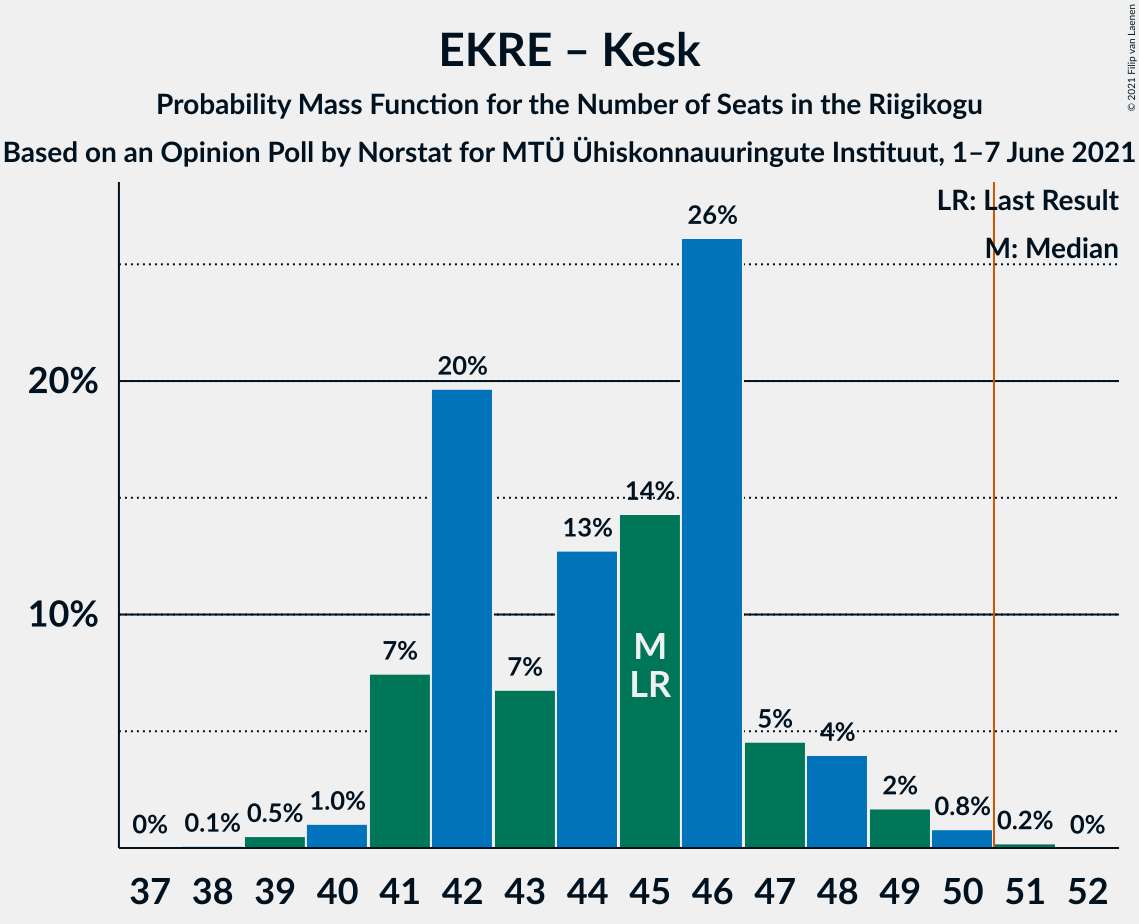 EKRE – Kesk
Probability Mass Function for the Number of Seats in the Riigikogu
Based on an Opinion Poll by Norstat for MTÜ Ühiskonnauuringute Instituut, 1–7 June 2021
© 2021 Filip van Laenen
LR: Last Result
M: Median
26%
20%
20%
14%
13%
10%
M
LR
7%
7%
5%
4%
2%
0% 0.1% 0.5% 1.0% 0.8% 0.2% 0%
37 38 39 40 41 42 43 44 45 46 47 48 49 50 51 52